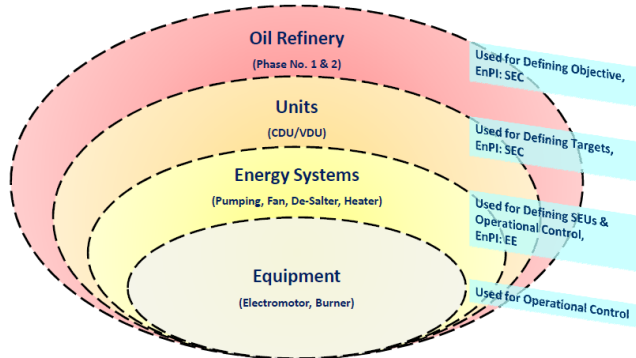 Oil Refinery
(Phase No. 1 & 2)
Used for Defining Objective,
EnPI: SEC
Units
(CDU/VDU)
Used for Defining Targets,
EnPI: SEC
Energy Systems
(Pumping, Fan, De-Salter, Heater)
Used for Defining SEUs &
Operational Control,
EnPI: EE
Equipment
(Electromotor, Burner)
Used for Operational Control